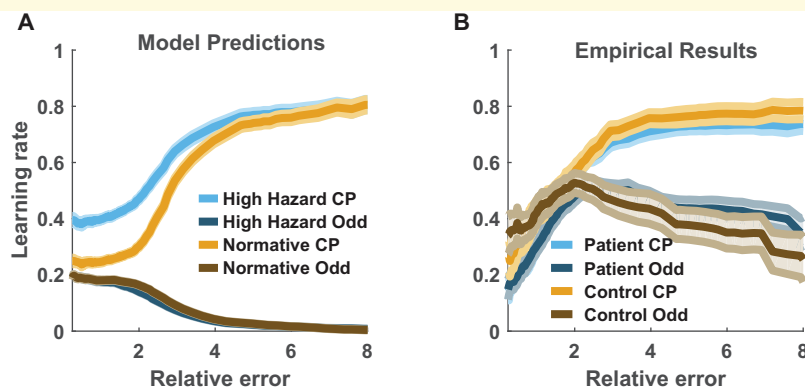 A
Model Predictions
Learning rate
1
0.8
0.6
0.4
0.2
0
High Hazard CP
High Hazard Odd
Normative CP
Normative Odd
2
4
6
8
Relative error
B
Empirical Results
1
0.8
0.6
0.4
0.2
0
Patient CP
Patient Odd
Control CP
Control Odd
0
2
4
6
8
Relative error